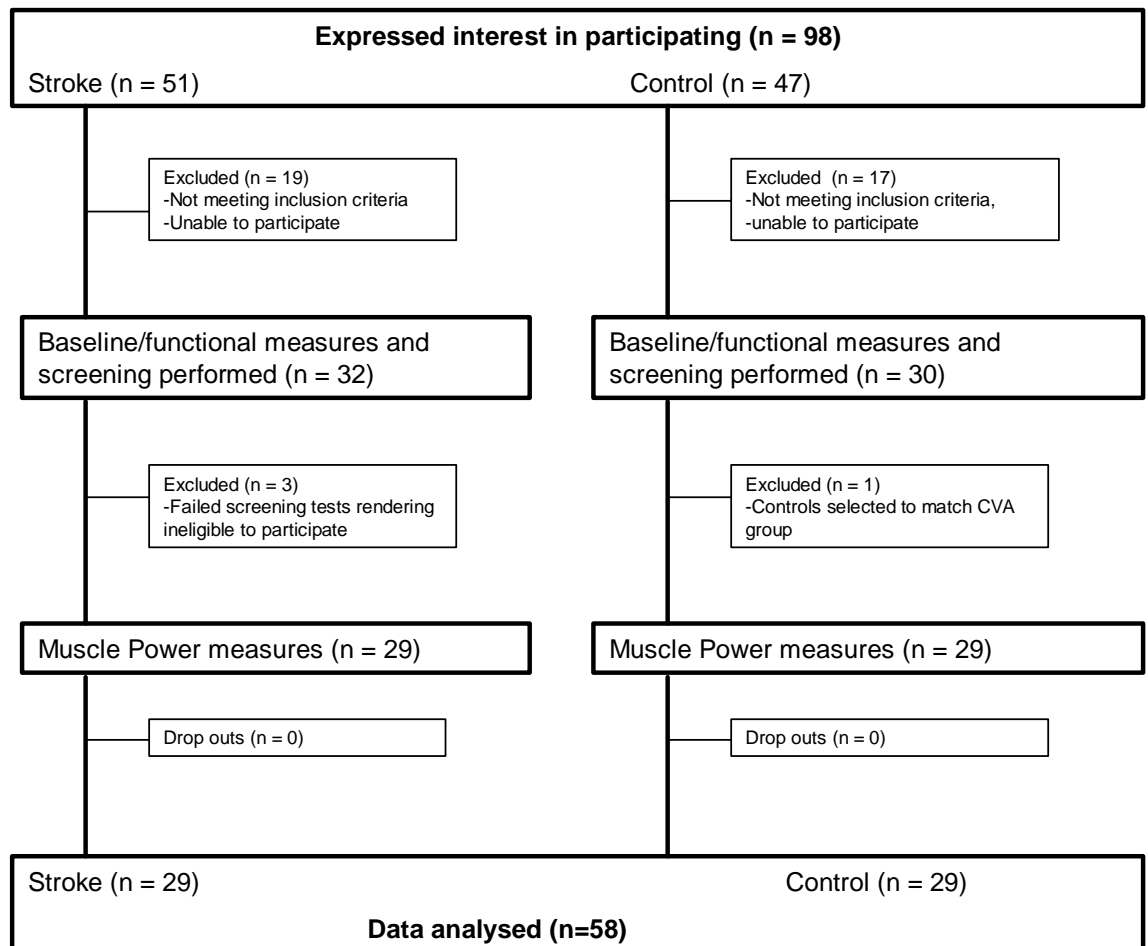 Expressed interest in participating (n = 98)
Stroke (n = 51)
Control (n = 47)
Excluded (n = 19)
-Not meeting inclusion criteria
-Unable to participate
Excluded (n = 17)
-Not meeting inclusion criteria,
-unable to participate
Baseline/functional measures and
screening performed (n = 32)
Baseline/functional measures and
screening performed (n = 30)
Excluded (n = 3)
-Failed screening tests rendering
ineligible to participate
Excluded (n = 1)
-Controls selected to match CVA
group
Muscle Power measures (n = 29)
Muscle Power measures (n = 29)
Drop outs (n = 0)
Drop outs (n = 0)
Stroke (n = 29)
Control (n = 29)
Data analysed (n=58)